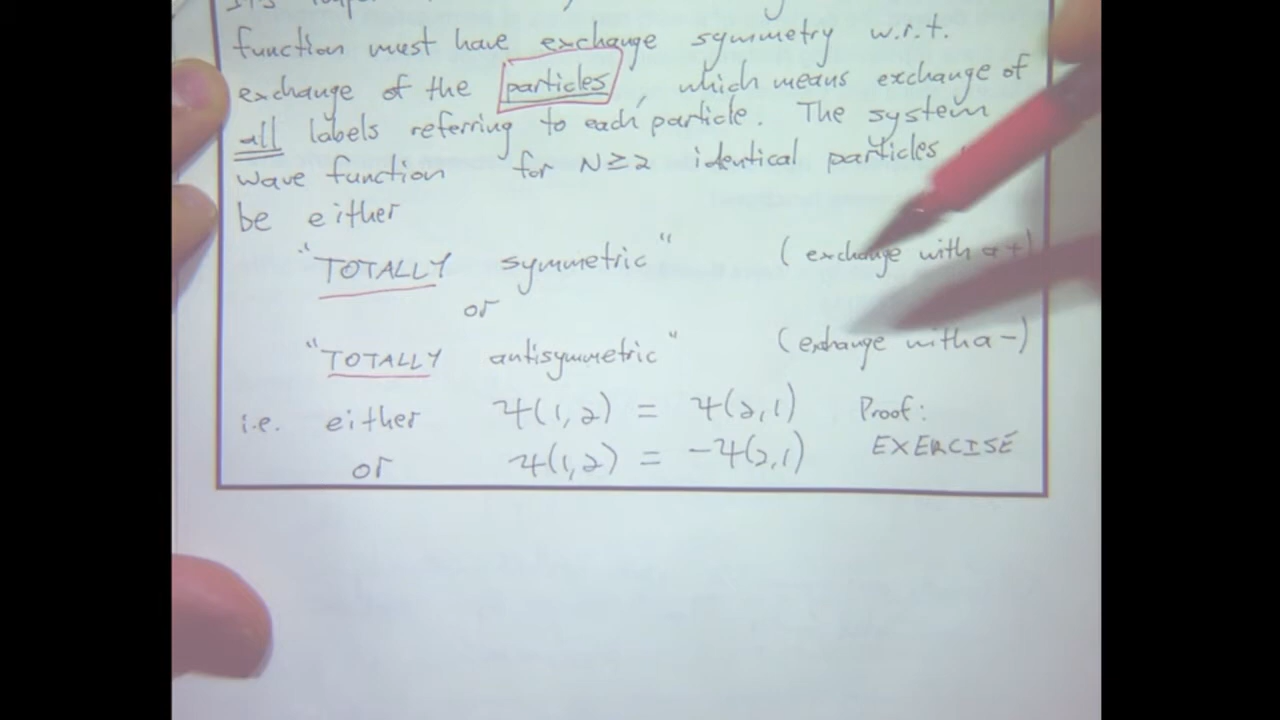 function must have exchange symmetry w.r.t.
exchange of the particles, which means exchange of
all labels referring to each particle. The system
wave function for N≥2 identical particles
be either
"TOTALLY symmetric" (exchange with a +)
or
"TOTALLY antisymmetric" (exchange with a -)
i.e. either Ψ(1,2) = Ψ(2,1) Proof:
or Ψ(1,2) = -Ψ(2,1) EXERCISE